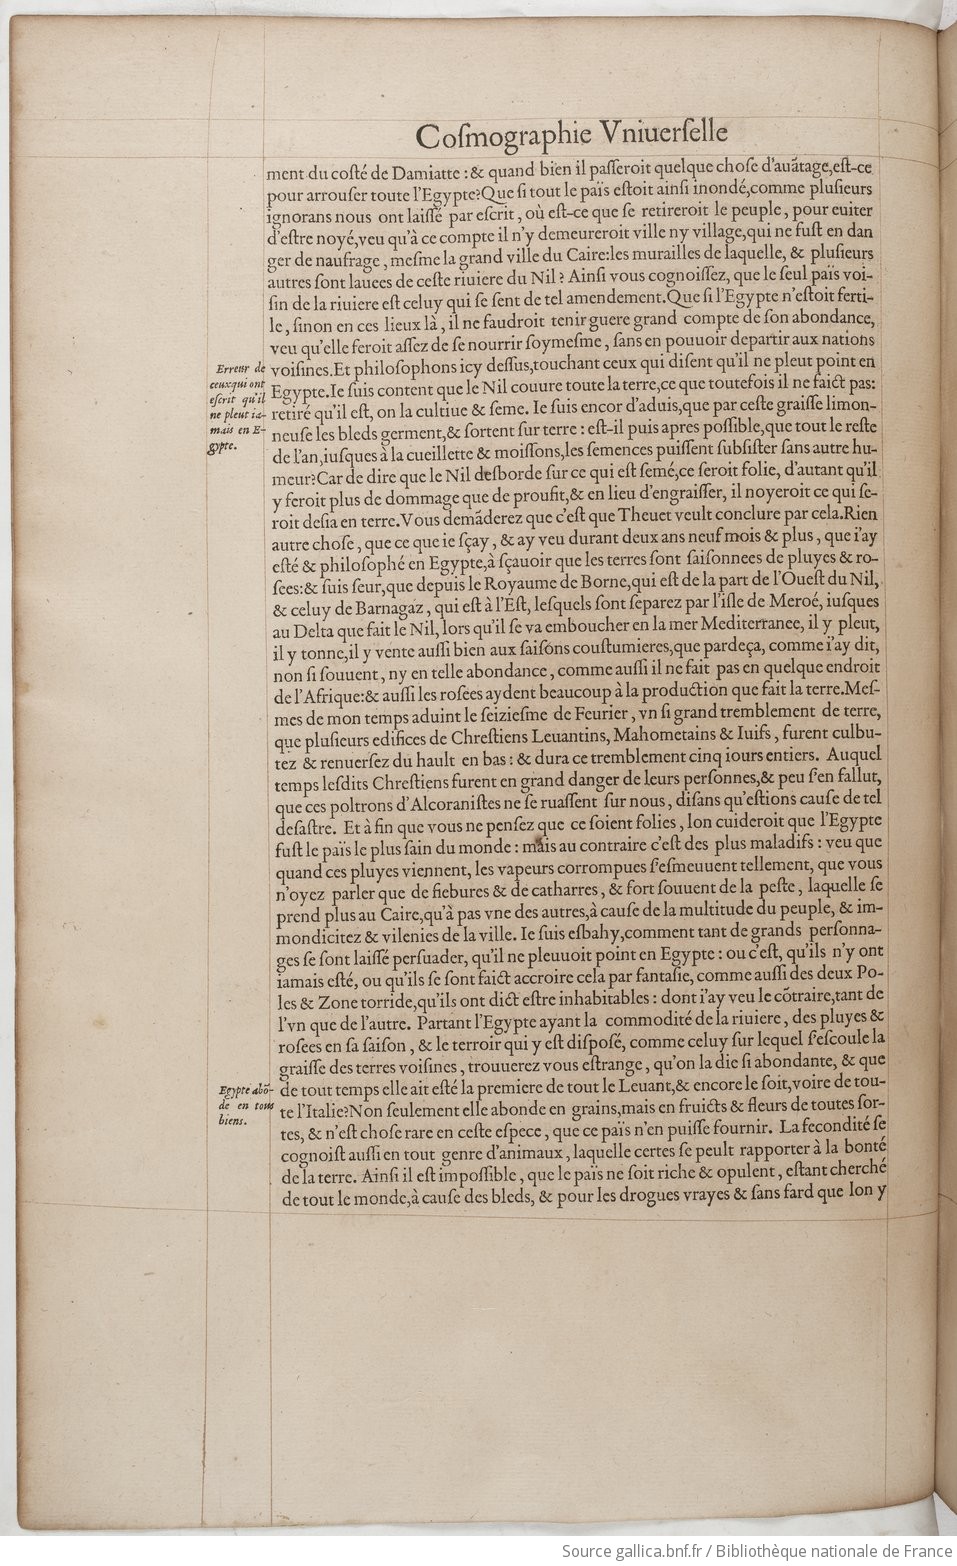 Coſmographie Vniuerſelle
ment du coſté de Damiatte : & quand bien il paſſeroit quelque choſe d'auãtage,eſt-ce
pour arrouſer toute l'Egypte?Que ſi tout le païs eſtoit ainſi inondé,comme pluſieurs
ignorans nous ont laiſſé par eſcrit, où eſt-ce que ſe retireroit le peuple, pour euiter
d'eſtre noyé,veu qu'à ce compte il n'y demeureroit ville ny village,qui ne fuſt en dan
ger de naufrage, meſme la grand ville du Caire:les murailles de laquelle, & pluſieurs
autres ſont lauees de ceſte riuiere du Nil? Ainſi vous cognoiſſez, que le ſeul païs voi-
ſin de la riuiere eſt celuy qui ſe ſent de tel amendement.Que ſi l'Egypte n'eſtoit ferti-
le, ſinon en ces lieux là, il ne faudroit tenir guere grand compte de ſon abondance,
veu qu'elle feroit aſſez de ſe nourrir ſoymeſme, ſans en pouuoir departir aux nations
voiſines.Et philoſophons icy deſſus,touchant ceux qui diſent qu'il ne pleut point en
Egypte.Ie ſuis content que le Nil couure toute la terre,ce que toutefois il ne faict pas:
retiré qu'il eſt, on la cultiue & ſeme. Ie ſuis encor d'aduis,que par ceſte graiſſe limon-
neuſe les bleds germent,& ſortent ſur terre : eſt-il puis apres poſſible,que tout le reſte
de l'an,iuſques à la cueillette & moiſſons,les ſemences puiſſent ſubſiſter ſans autre hu-
meur?Car de dire que le Nil desborde ſur ce qui eſt ſemé,ce ſeroit folie, d'autant qu'il
y feroit plus de dommage que de proufit,& en lieu d'engraiſſer, il noyeroit ce qui ſe-
roit deſia en terre.Vous demãderez que c'eſt que Theuet veult conclure par cela.Rien
autre choſe, que ce que ie ſçay, & ay veu durant deux ans neuf mois & plus, que i'ay
eſté & philoſophé en Egypte,à ſçauoir que les terres ſont ſaiſonnees de pluyes & ro-
ſees:& ſuis ſeur,que depuis le Royaume de Borne,qui eſt de la part de l'Oueſt du Nil,
& celuy de Barnagaz, qui eſt à l'Eſt, leſquels ſont ſeparez par l'iſle de Meroé, iuſques
au Delta que fait le Nil, lors qu'il ſe va emboucher en la mer Mediterranee, il y pleut,
il y tonne,il y vente auſſi bien aux ſaiſons couſtumieres,que pardeça, comme i'ay dit,
non ſi ſouuent, ny en telle abondance, comme auſſi il ne fait pas en quelque endroit
de l'Afrique:& auſſi les roſees aydent beaucoup à la production que fait la terre.Meſ-
mes de mon temps aduint le ſezieſme de Feurier, vn ſi grand tremblement de terre,
que pluſieurs edifices de Chreſtiens Leuantins, Mahometains & Iuifs, furent culbu-
tez & renuerſez du hault en bas : & dura ce tremblement cinq iours entiers. Auquel
temps leſdits Chreſtiens furent en grand danger de leurs perſonnes,& peu ſ'en fallut,
que ces poltrons d'Alcoraniſtes ne ſe ruaſſent ſur nous, diſans qu'eſtions cauſe de tel
deſaſtre. Et à fin que vous ne penſez que ce ſoient folies, lon cuideroit que l'Egypte
fuſt le païs le plus ſain du monde : mais au contraire c'eſt des plus maladifs : veu que
quand ces pluyes viennent, les vapeurs corrompues ſ'eſmeuuent tellement, que vous
n'oyez parler que de fiebures & de catharres, & fort ſouuent de la peſte, laquelle ſe
prend plus au Caire,qu'à pas vne des autres,à cauſe de la multitude du peuple, & im-
mondicitez & vilenies de la ville. Ie ſuis eſbahy,comment tant de grands perſonna-
ges ſe ſont laiſſé perſuader, qu'il ne pleuuoit point en Egypte : ou c'eſt, qu'ils n'y ont
iamais eſté, ou qu'ils ſe ſont faict accroire cela par fantaſie, comme auſſi des deux Po-
les & Zone torride,qu'ils ont dict eſtre inhabitables : dont i'ay veu le cõtraire,tant de
l'vn que de l'autre. Partant l'Egypte ayant la commodité de la riuiere, des pluyes &
roſees en ſa ſaiſon, & le terroir qui y eſt diſpoſé, comme celuy ſur lequel ſ'eſcoule la
graiſſe des terres voiſines, trouuerez vous eſtrange, qu'on la die ſi abondante, & que
de tout temps elle ait eſté la premiere de tout le Leuant,& encore le ſoit,voire de tou-
te l'Italie?Non ſeulement elle abonde en grains,mais en fruicts & fleurs de toutes ſor-
tes, & n'eſt choſe rare en ceſte eſpece, que ce païs n'en puiſſe fournir. La fecondité ſe
cognoiſt auſſi en tout genre d'animaux, laquelle certes ſe peult rapporter à la bonté
de la terre. Ainſi il eſt impoſſible, que le païs ne ſoit riche & opulent, eſtant cherché
de tout le monde,à cauſe des bleds, & pour les drogues vrayes & ſans fard que lon y
Erreur de
ceux qui ont
eſcrit qu'il
ne pleut ia-
mais en E-
gypte.
Egypte abõ-
de en tous
biens.
Source gallica.bnf.fr / Bibliothèque nationale de France